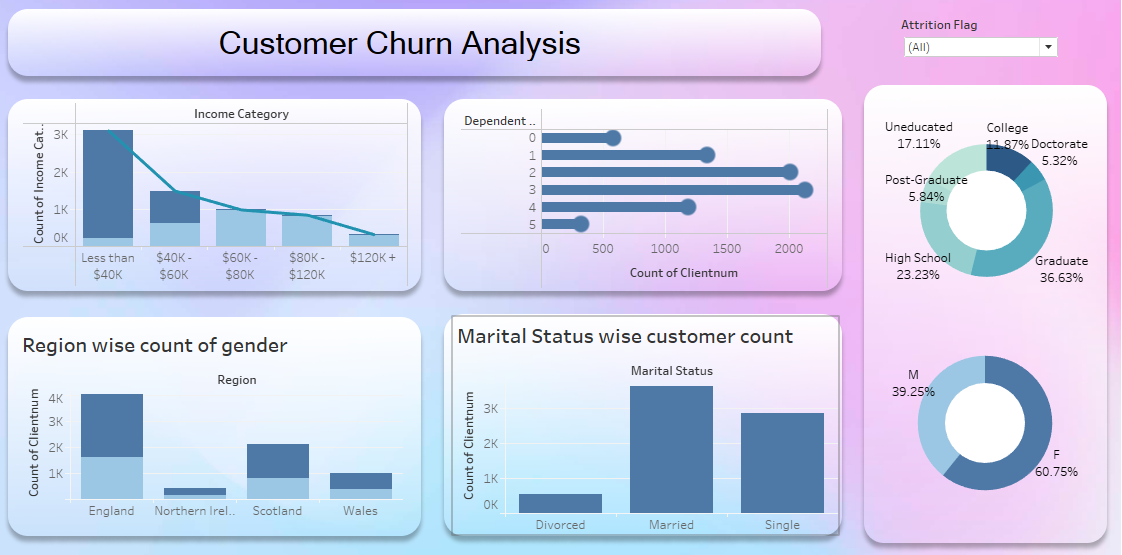 Customer Churn Analysis
Attrition Flag
(All)
Income Category
Count of Income Cat..
3K
2K
1K
0K
Less than $40K
$40K - $60K
$60K - $80K
$80K - $120K
$120K +
Dependent ..
0
1
2
3
4
5
0
500
1000
1500
2000
Count of Clientnum
Uneducated
17.11%
College
11.87%
Doctorate
5.32%
Post-Graduate
5.84%
High School
23.23%
Graduate
36.63%
Region wise count of gender
Region
Count of Clientnum
4K
3K
2K
1K
England
Northern Irel..
Scotland
Wales
Marital Status wise customer count
Marital Status
Count of Clientnum
3K
2K
1K
0K
Divorced
Married
Single
M
39.25%
F
60.75%